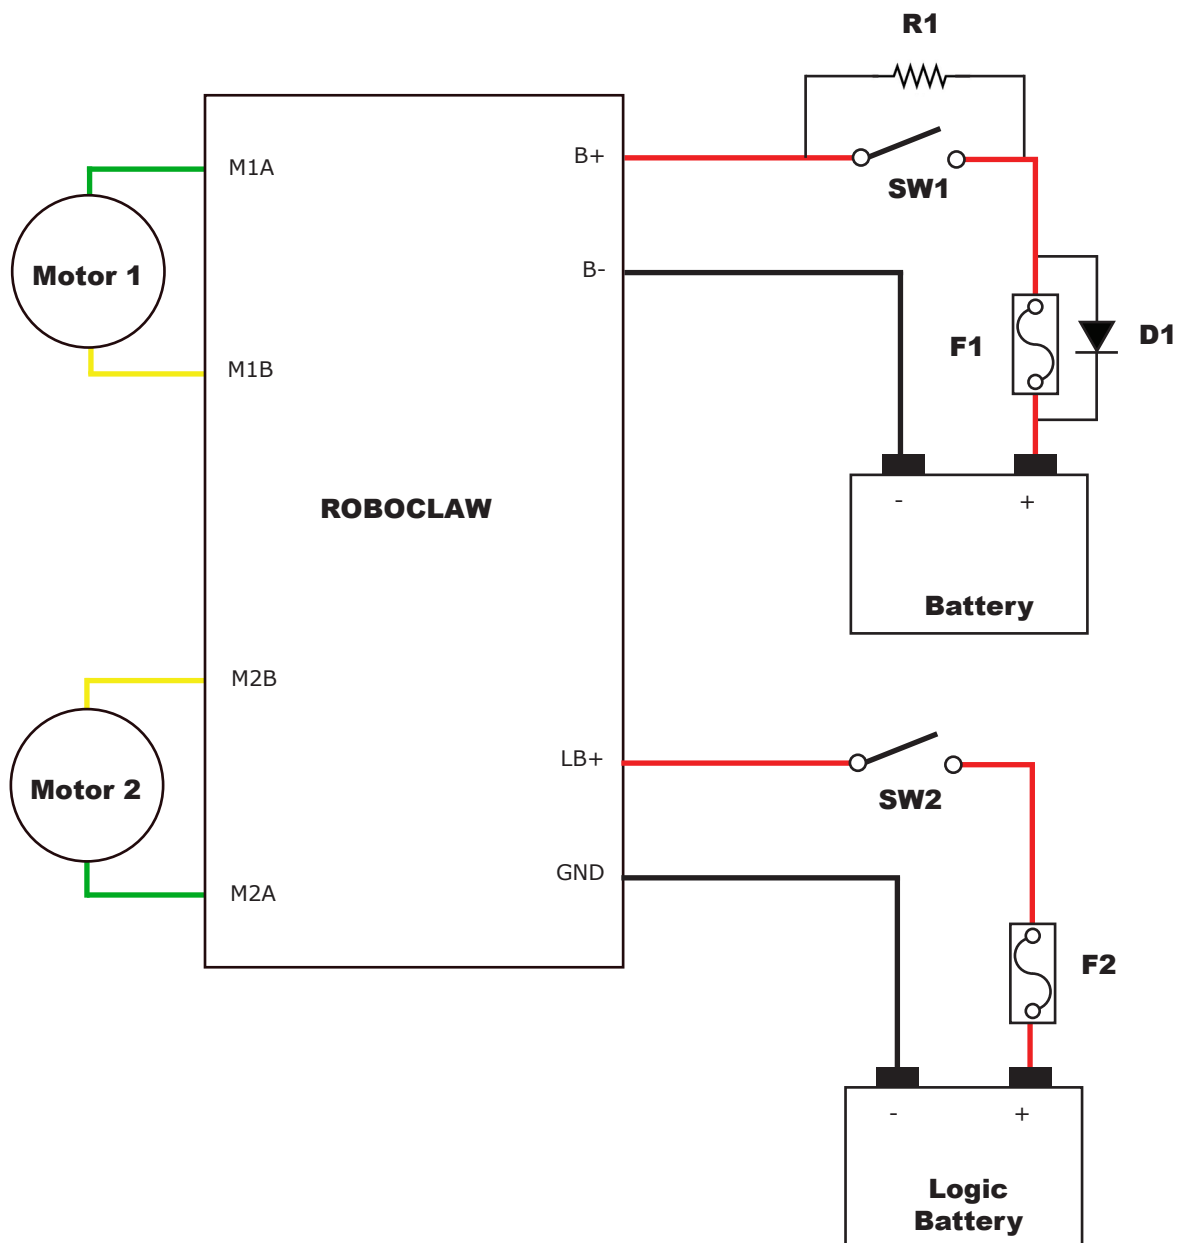 R1
M1A
B+
SW1
B-
Motor 1
F1
D1
M1B
ROBOCLAW
-
+
Battery
M2B
LB+
Motor 2
SW2
GND
M2A
F2
-
+
Logic
Battery